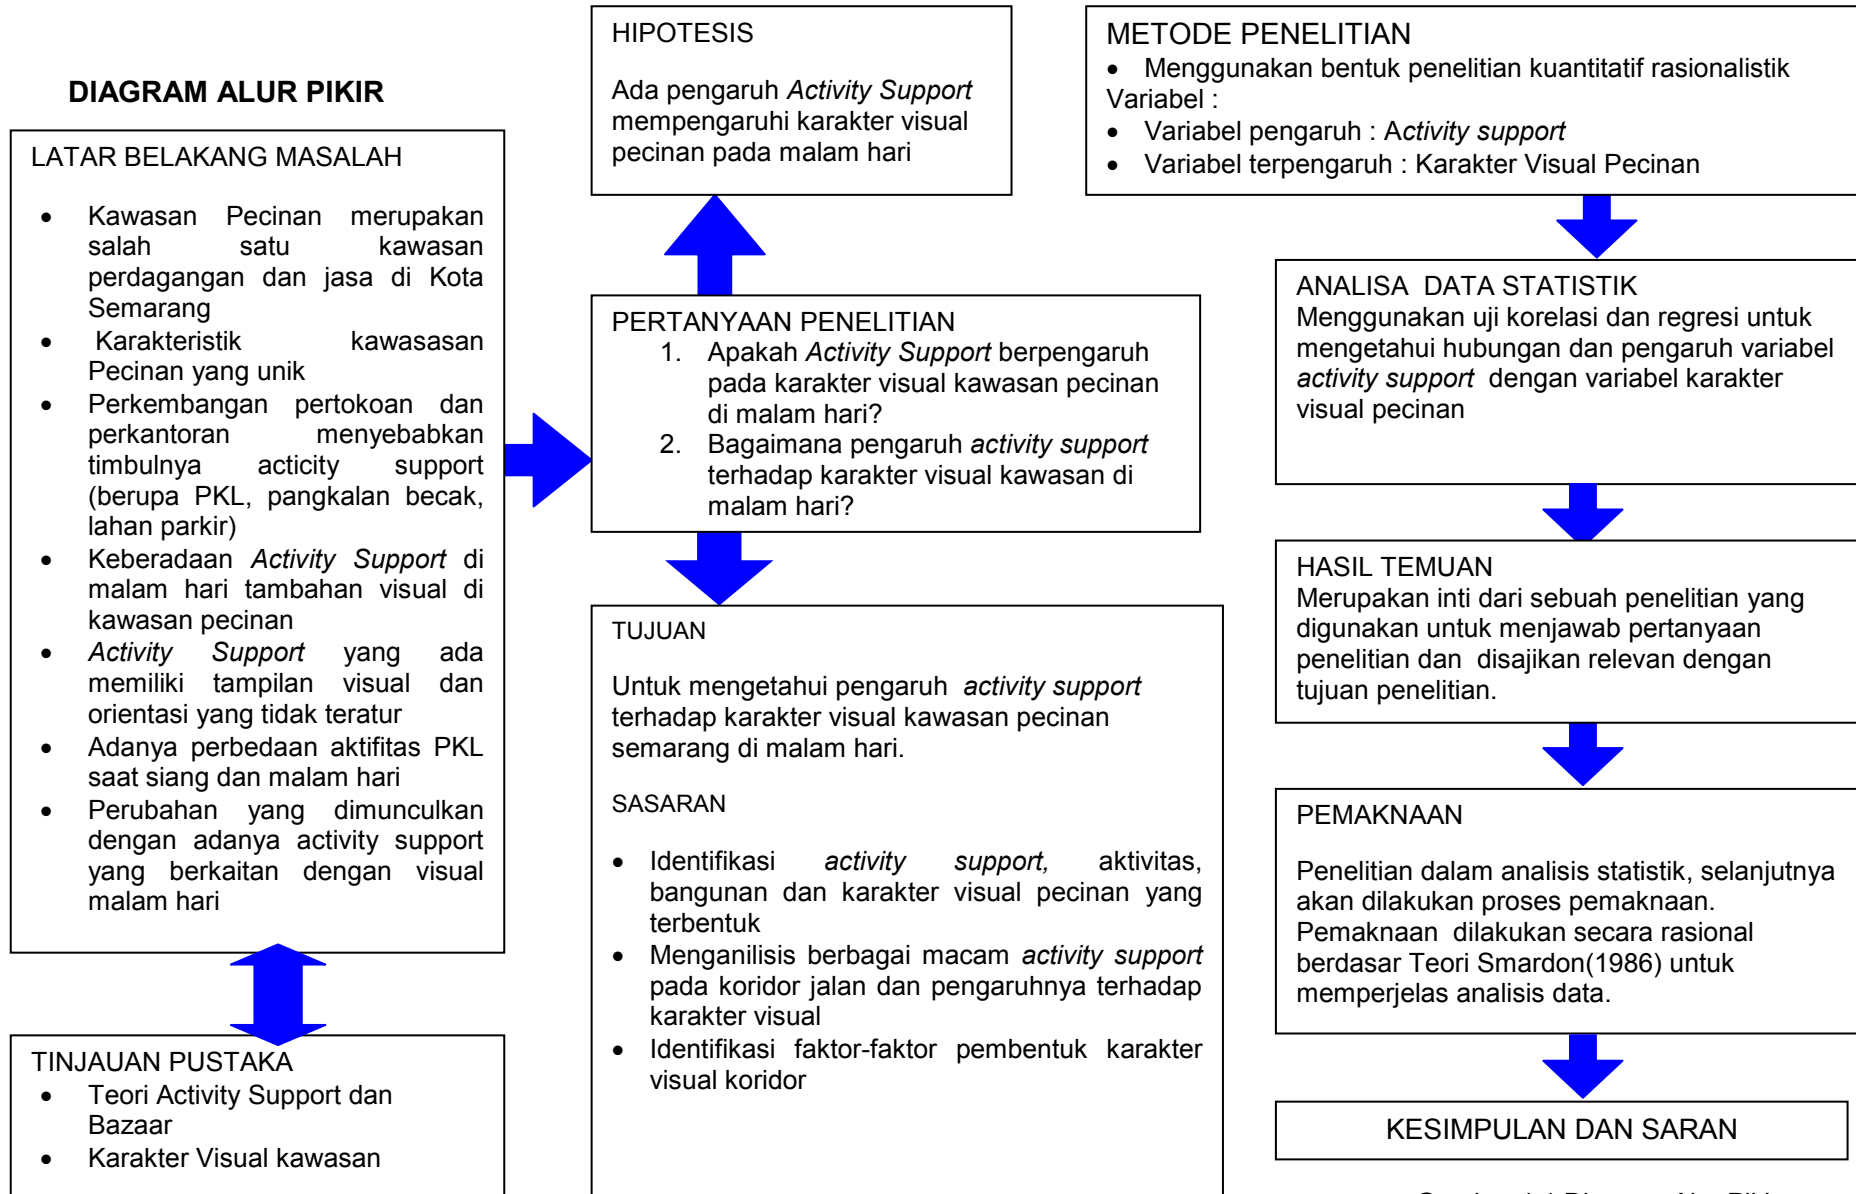 DIAGRAM ALUR PIKIR
LATAR BELAKANG MASALAH
• Kawasan Pecinan merupakan
salah satu kawasan
perdagangan dan jasa di Kota
Semarang
• Karakteristik kawasasan
Pecinan yang unik
• Perkembangan pertokoan dan
perkantoran menyebabkan
timbulnya acticity support
(berupa PKL, pangkalan becak,
lahan parkir)
• Keberadaan Activity Support di
malam hari tambahan visual di
kawasan pecinan
• Activity Support yang ada
memiliki tampilan visual dan
orientasi yang tidak teratur
• Adanya perbedaan aktifitas PKL
saat siang dan malam hari
• Perubahan yang dimunculkan
dengan adanya activity support
yang berkaitan dengan visual
malam hari
TINJAUAN PUSTAKA
• Teori Activity Support dan
Bazaar
• Karakter Visual kawasan
HIPOTESIS
Ada pengaruh Activity Support
mempengaruhi karakter visual
pecinan pada malam hari
PERTANYAAN PENELITIAN
1. Apakah Activity Support berpengaruh
pada karakter visual kawasan pecinan
di malam hari?
2. Bagaimana pengaruh activity support
terhadap karakter visual kawasan di
malam hari?
TUJUAN
Untuk mengetahui pengaruh activity support
terhadap karakter visual kawasan pecinan
semarang di malam hari.
SASARAN
• Identifikasi activity support, aktivitas,
bangunan dan karakter visual pecinan yang
terbentuk
• Menganilisis berbagai macam activity support
pada koridor jalan dan pengaruhnya terhadap
karakter visual
• Identifikasi faktor-faktor pembentuk karakter
visual koridor
METODE PENELITIAN
• Menggunakan bentuk penelitian kuantitatif rasionalistik
Variabel :
• Variabel pengaruh : Activity support
• Variabel terpengaruh : Karakter Visual Pecinan
ANALISA DATA STATISTIK
Menggunakan uji korelasi dan regresi untuk
mengetahui hubungan dan pengaruh variabel
activity support dengan variabel karakter
visual pecinan
HASIL TEMUAN
Merupakan inti dari sebuah penelitian yang
digunakan untuk menjawab pertanyaan
penelitian dan disajikan relevan dengan
tujuan penelitian.
PEMAKNAAN
Penelitian dalam analisis statistik, selanjutnya
akan dilakukan proses pemaknaan.
Pemaknaan dilakukan secara rasional
berdasar Teori Smardon(1986) untuk
memperjelas analisis data.
KESIMPULAN DAN SARAN